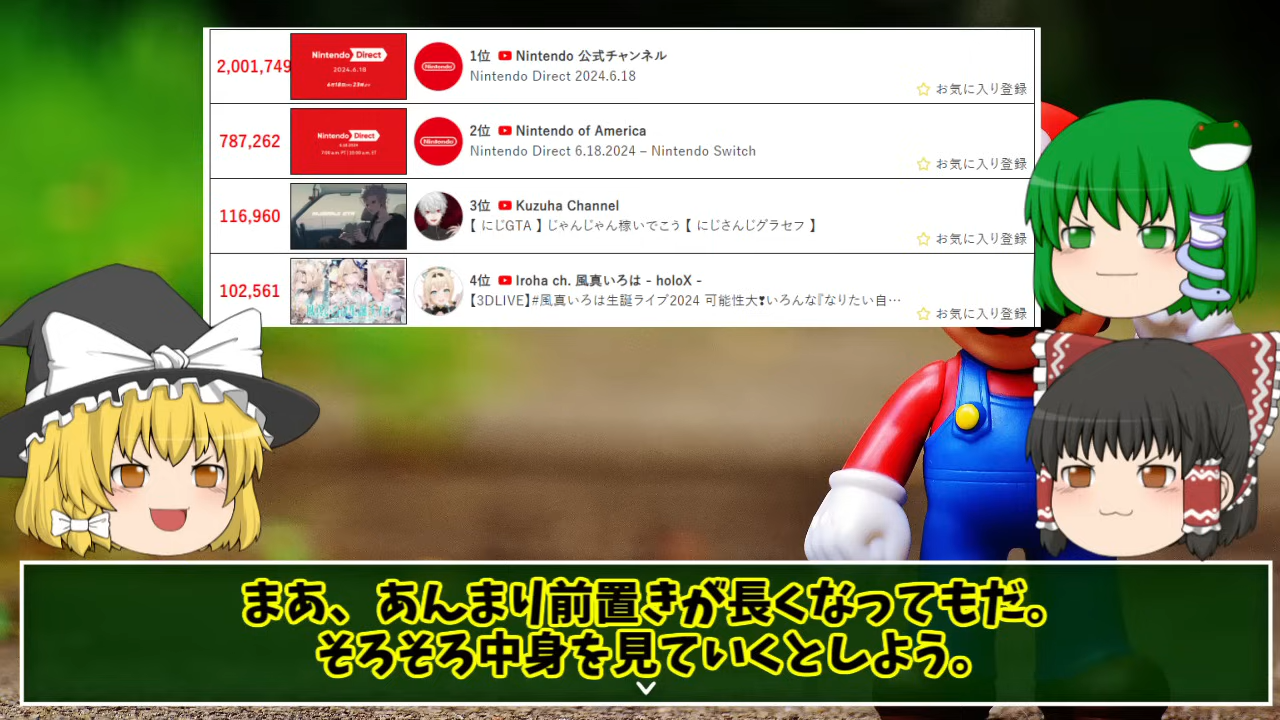 2,001,749
Nintendo Direct
2024.6.18
Nintendo
1位 Nintendo 公式チャンネル
Nintendo Direct 2024.6.18
お気に入り登録
787,262
Nintendo Direct
Nintendo
2位 Nintendo of America
Nintendo Direct 6.18.2024 – Nintendo Switch
お気に入り登録
116,960
3位 Kuzuha Channel
【 にじGTA 】じゃんじゃん稼いでこう【 にじさんじグラセフ 】
お気に入り登録
102,561
4位 Iroha ch. 風真いろは - holoX -
【3DLIVE】#風真いろは生誕ライブ2024 可能性大❣いろんな『なりたい自…
お気に入り登録
まあ、あんまり前置きが長くなってもだ。
そろそろ中身を見ていくとしよう。